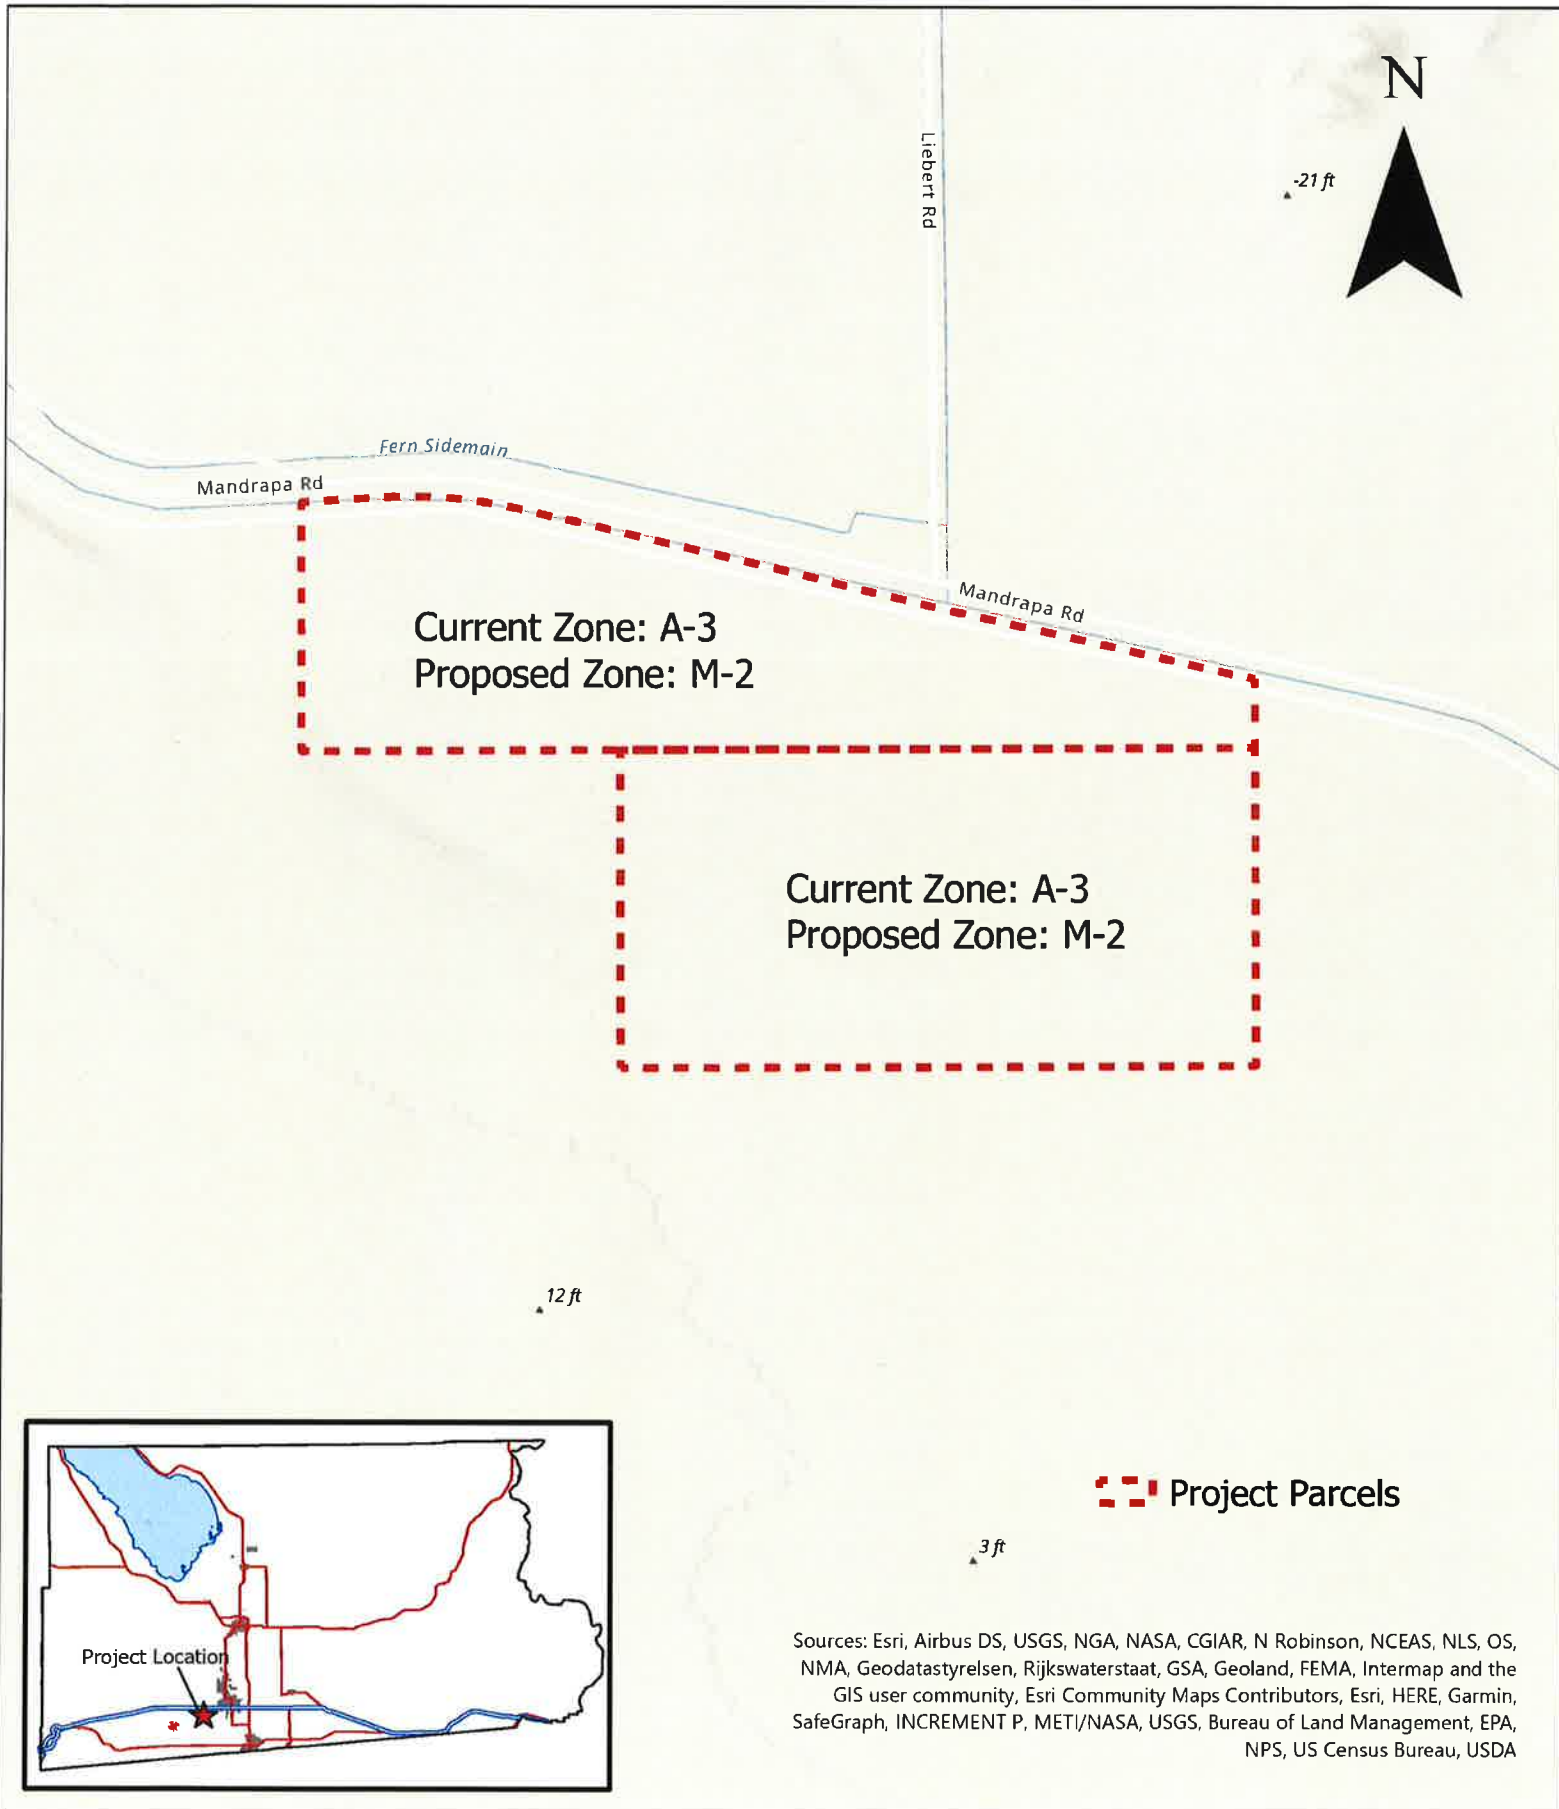 N
Liebert Rd
-21 ft
Fern Sidemain
Mandrapa Rd
Mandrapa Rd
Current Zone: A-3
Proposed Zone: M-2
Current Zone: A-3
Proposed Zone: M-2
12 ft
Project Parcels
3 ft
Project Location
Sources: Esri, Airbus DS, USGS, NGA, NASA, CGIAR, N Robinson, NCEAS, NLS, OS,
NMA, Geodatastyrelsen, Rijkswaterstaat, GSA, Geoland, FEMA, Intermap and the
GIS user community, Esri Community Maps Contributors, Esri, HERE, Garmin,
SafeGraph, INCREMENT P, METI/NASA, USGS, Bureau of Land Management, EPA,
NPS, US Census Bureau, USDA